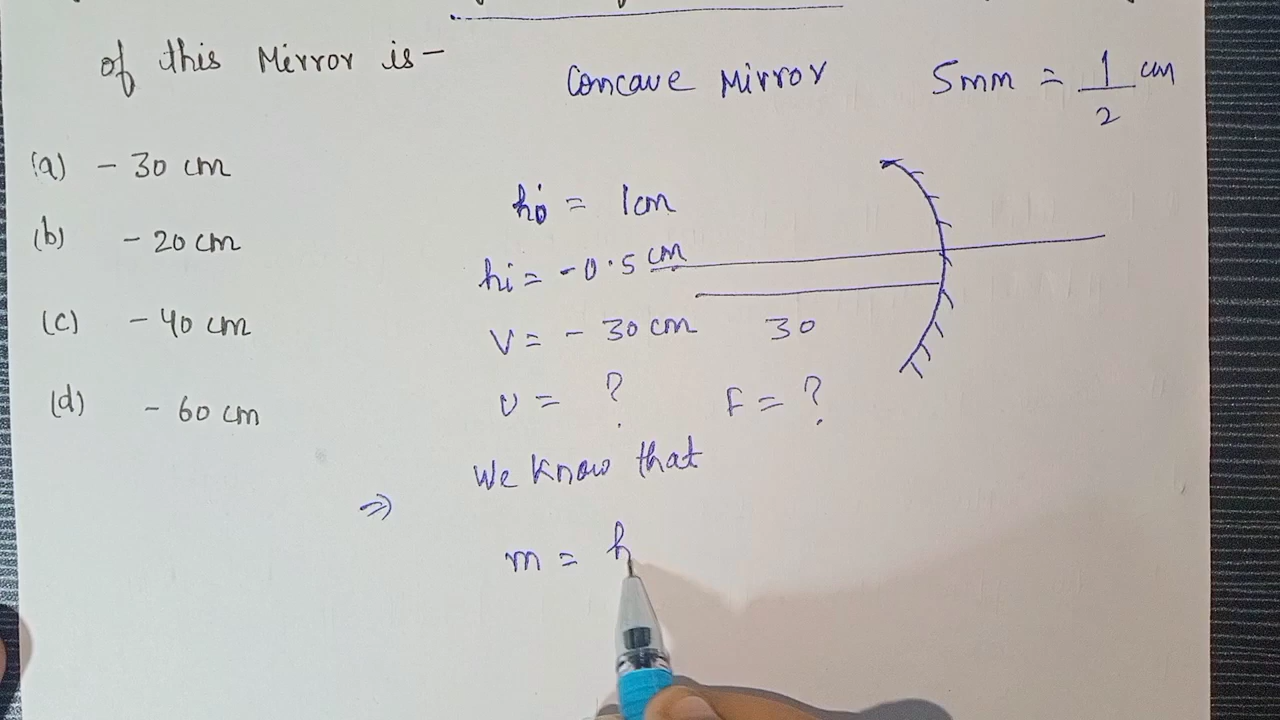 of this Mirror is-
Concave Mirror
5mm = 1/2 cm
(a) - 30 cm
(b) - 20 cm
(c) - 40 cm
(d) - 60 cm
ho = 1cm
hi = -0.5 cm
V = - 30 cm
30
U = ?
F = ?
We know that
⇒
m = h